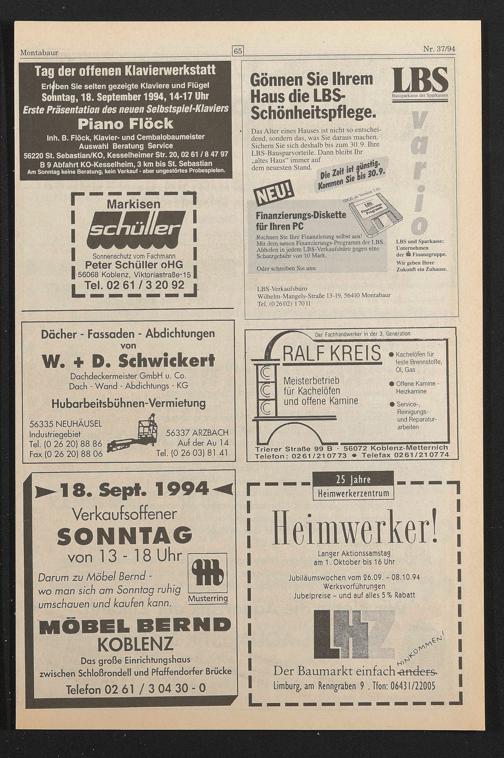 Montabaur
65
Nr. 37/94
Tag der offenen Klavierwerkstatt
Erleben Sie selten gezeigte Klaviere und Flügel
Sonntag, 18. September 1994, 14-17 Uhr
Erste Präsentation des neuen Selbstspiel-Klaviers
Piano Flöck
Inh. B. Flöck, Klavier- und Cembalobaumeister
Auswahl Beratung Service
56220 St. Sebastian/KO, Kesselheimer Str. 20, 02 61 / 8 47 97
B 9 Abfahrt KO-Kesselheim, 3 km bis St. Sebastian
Am Sonntag keine Beratung, kein Verkauf - aber ungestörtes Probespielen.
Markisen
schüller
Sonnenschutz vom Fachmann
Peter Schüller oHG
56068 Koblenz, Viktoriastraße-15
Tel. 02 61 / 3 20 92
Gönnen Sie Ihrem
Haus die LBS-
Schönheitspflege.
LBS
Bausparkasse der Sparkassen
vario
Das Alter eines Hauses ist nicht so entschei-
dend, sondern das, was Sie daraus machen.
Sichern Sie sich deshalb bis zum 30. 9. Ihre
LBS-Bausparvorteile. Dann bleibt Ihr
„altes Haus" immer auf
dem neuesten Stand.
Die Zeit ist günstig.
Kommen Sie bis 30.9.
NEU!
Finanzierungs-Diskette
für Ihren PC
Rechnen Sie Ihre Finanzierung selbst aus!
Mit dem neuen Finanzierungs-Programm der LBS.
Abholen in jedem LBS-Verkaufsbüro gegen eine
Schutzgebühr von 10 Mark.
Oder schreiben Sie uns:
LBS-Verkaufsbüro
Wilhelm-Mangels-Straße 13-19, 56410 Montabaur
Tel. (0 26 02) 1 70 11
LBS und Sparkasse:
Unternehmen
der Finanzgruppe.
Wir geben Ihrer
Zukunft ein Zuhause.
Dächer - Fassaden - Abdichtungen
von
W. + D. Schwickert
Dachdeckermeister GmbH u. Co.
Dach - Wand - Abdichtungs - KG
Hubarbeitsbühnen-Vermietung
56335 NEUHÄUSEL
Industriegebiet
Tel. (0 26 20) 88 86
Fax (0 26 20) 88 06
56337 ARZBACH
Auf der Au 14
Tel. (0 26 03) 81 41
Der Fachhandwerker in der 3. Generation
RALF KREIS
Meisterbetrieb
für Kachelöfen
und offene Kamine
• Kachelöfen für
feste Brennstoffe,
Öl, Gas
• Offene Kamine -
Heizkamine
• Service-,
Reinigungs-
und Reparatur-
arbeiten
Trierer Straße 99 B · 56072 Koblenz-Metternich
Telefon: 0261/210773 • Telefax 0261/210774
18. Sept. 1994
Verkaufsoffener
SONNTAG
von 13 - 18 Uhr
Musterring
Darum zu Möbel Bernd -
wo man sich am Sonntag ruhig
umschauen und kaufen kann.
MÖBEL BERND
KOBLENZ
Das große Einrichtungshaus
zwischen Schloßrondell und Pfaffendorfer Brücke
Telefon 02 61 / 3 04 30 - 0
25 Jahre
Heimwerkerzentrum
Heimwerker!
Langer Aktionssamstag
am 1. Oktober bis 16 Uhr
Jubiläumswochen vom 26.09. - 08.10.94
Werksvorführungen
Jubelpreise – und auf alles 5% Rabatt
LHZ
HINKOMMEN!
Der Baumarkt einfach anders.
Limburg, am Renngraben 9 . Tfon: 06431/22005